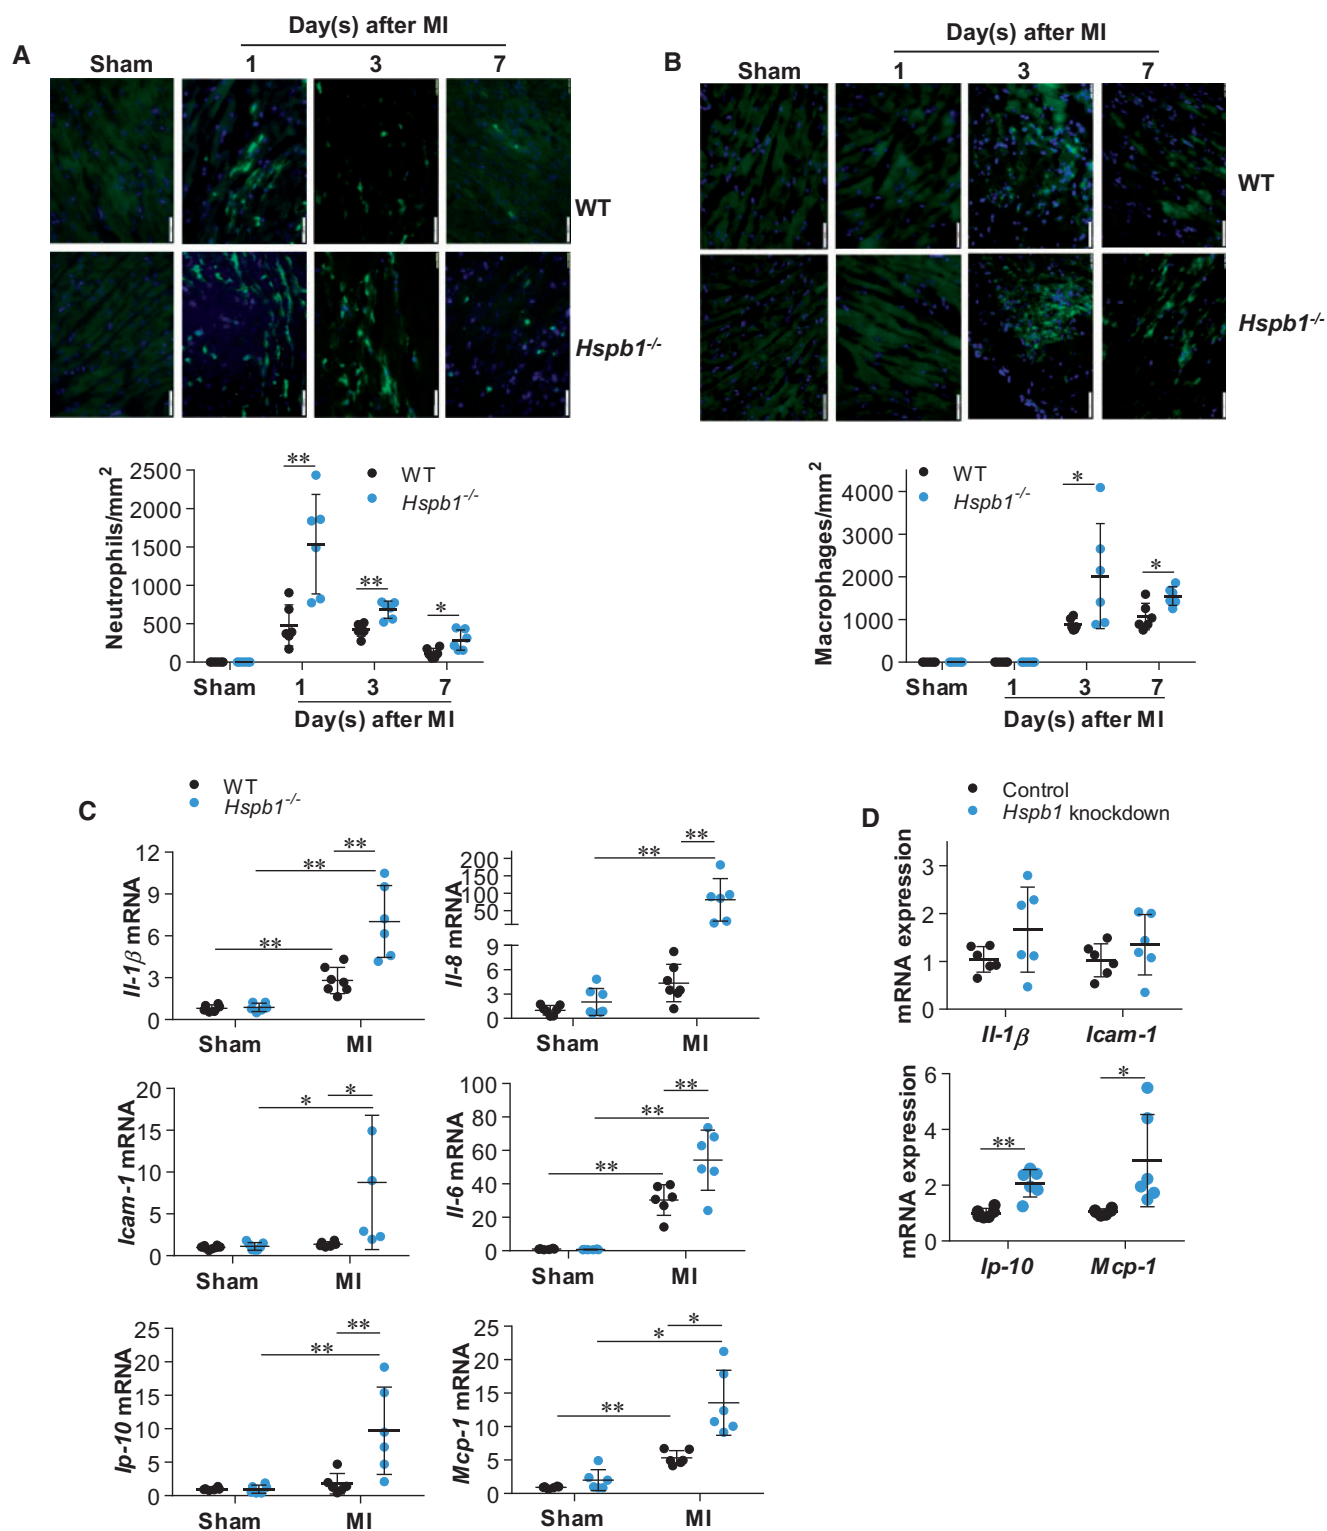 A
Day(s) after MI
Sham 1 3 7
WT
Hspb1-/-
Neutrophils/mm2
2500
2000
1500
1000
500
0
** ** *
WT
Hspb1-/-
Sham 1 3 7
Day(s) after MI
B
Day(s) after MI
Sham 1 3 7
WT
Hspb1-/-
Macrophages/mm2
4000
3000
2000
1000
0
* *
WT
Hspb1-/-
Sham 1 3 7
Day(s) after MI
C
WT
Hspb1-/-
Il-1β mRNA
12
9
6
3
0
**
**
**
Sham MI
Il-8 mRNA
200
150
100
50
9
6
3
0
**
**
Sham MI
Icam-1 mRNA
20
15
10
5
0
*
*
Sham MI
Il-6 mRNA
100
80
60
40
20
0
**
**
**
Sham MI
Ip-10 mRNA
25
20
15
10
5
0
**
**
Sham MI
Mcp-1 mRNA
25
20
15
10
5
0
*
*
**
Sham MI
D
Control
Hspb1 knockdown
mRNA expression
3
2
1
0
Il-1β Icam-1
mRNA expression
6
4
2
0
** *
Ip-10 Mcp-1